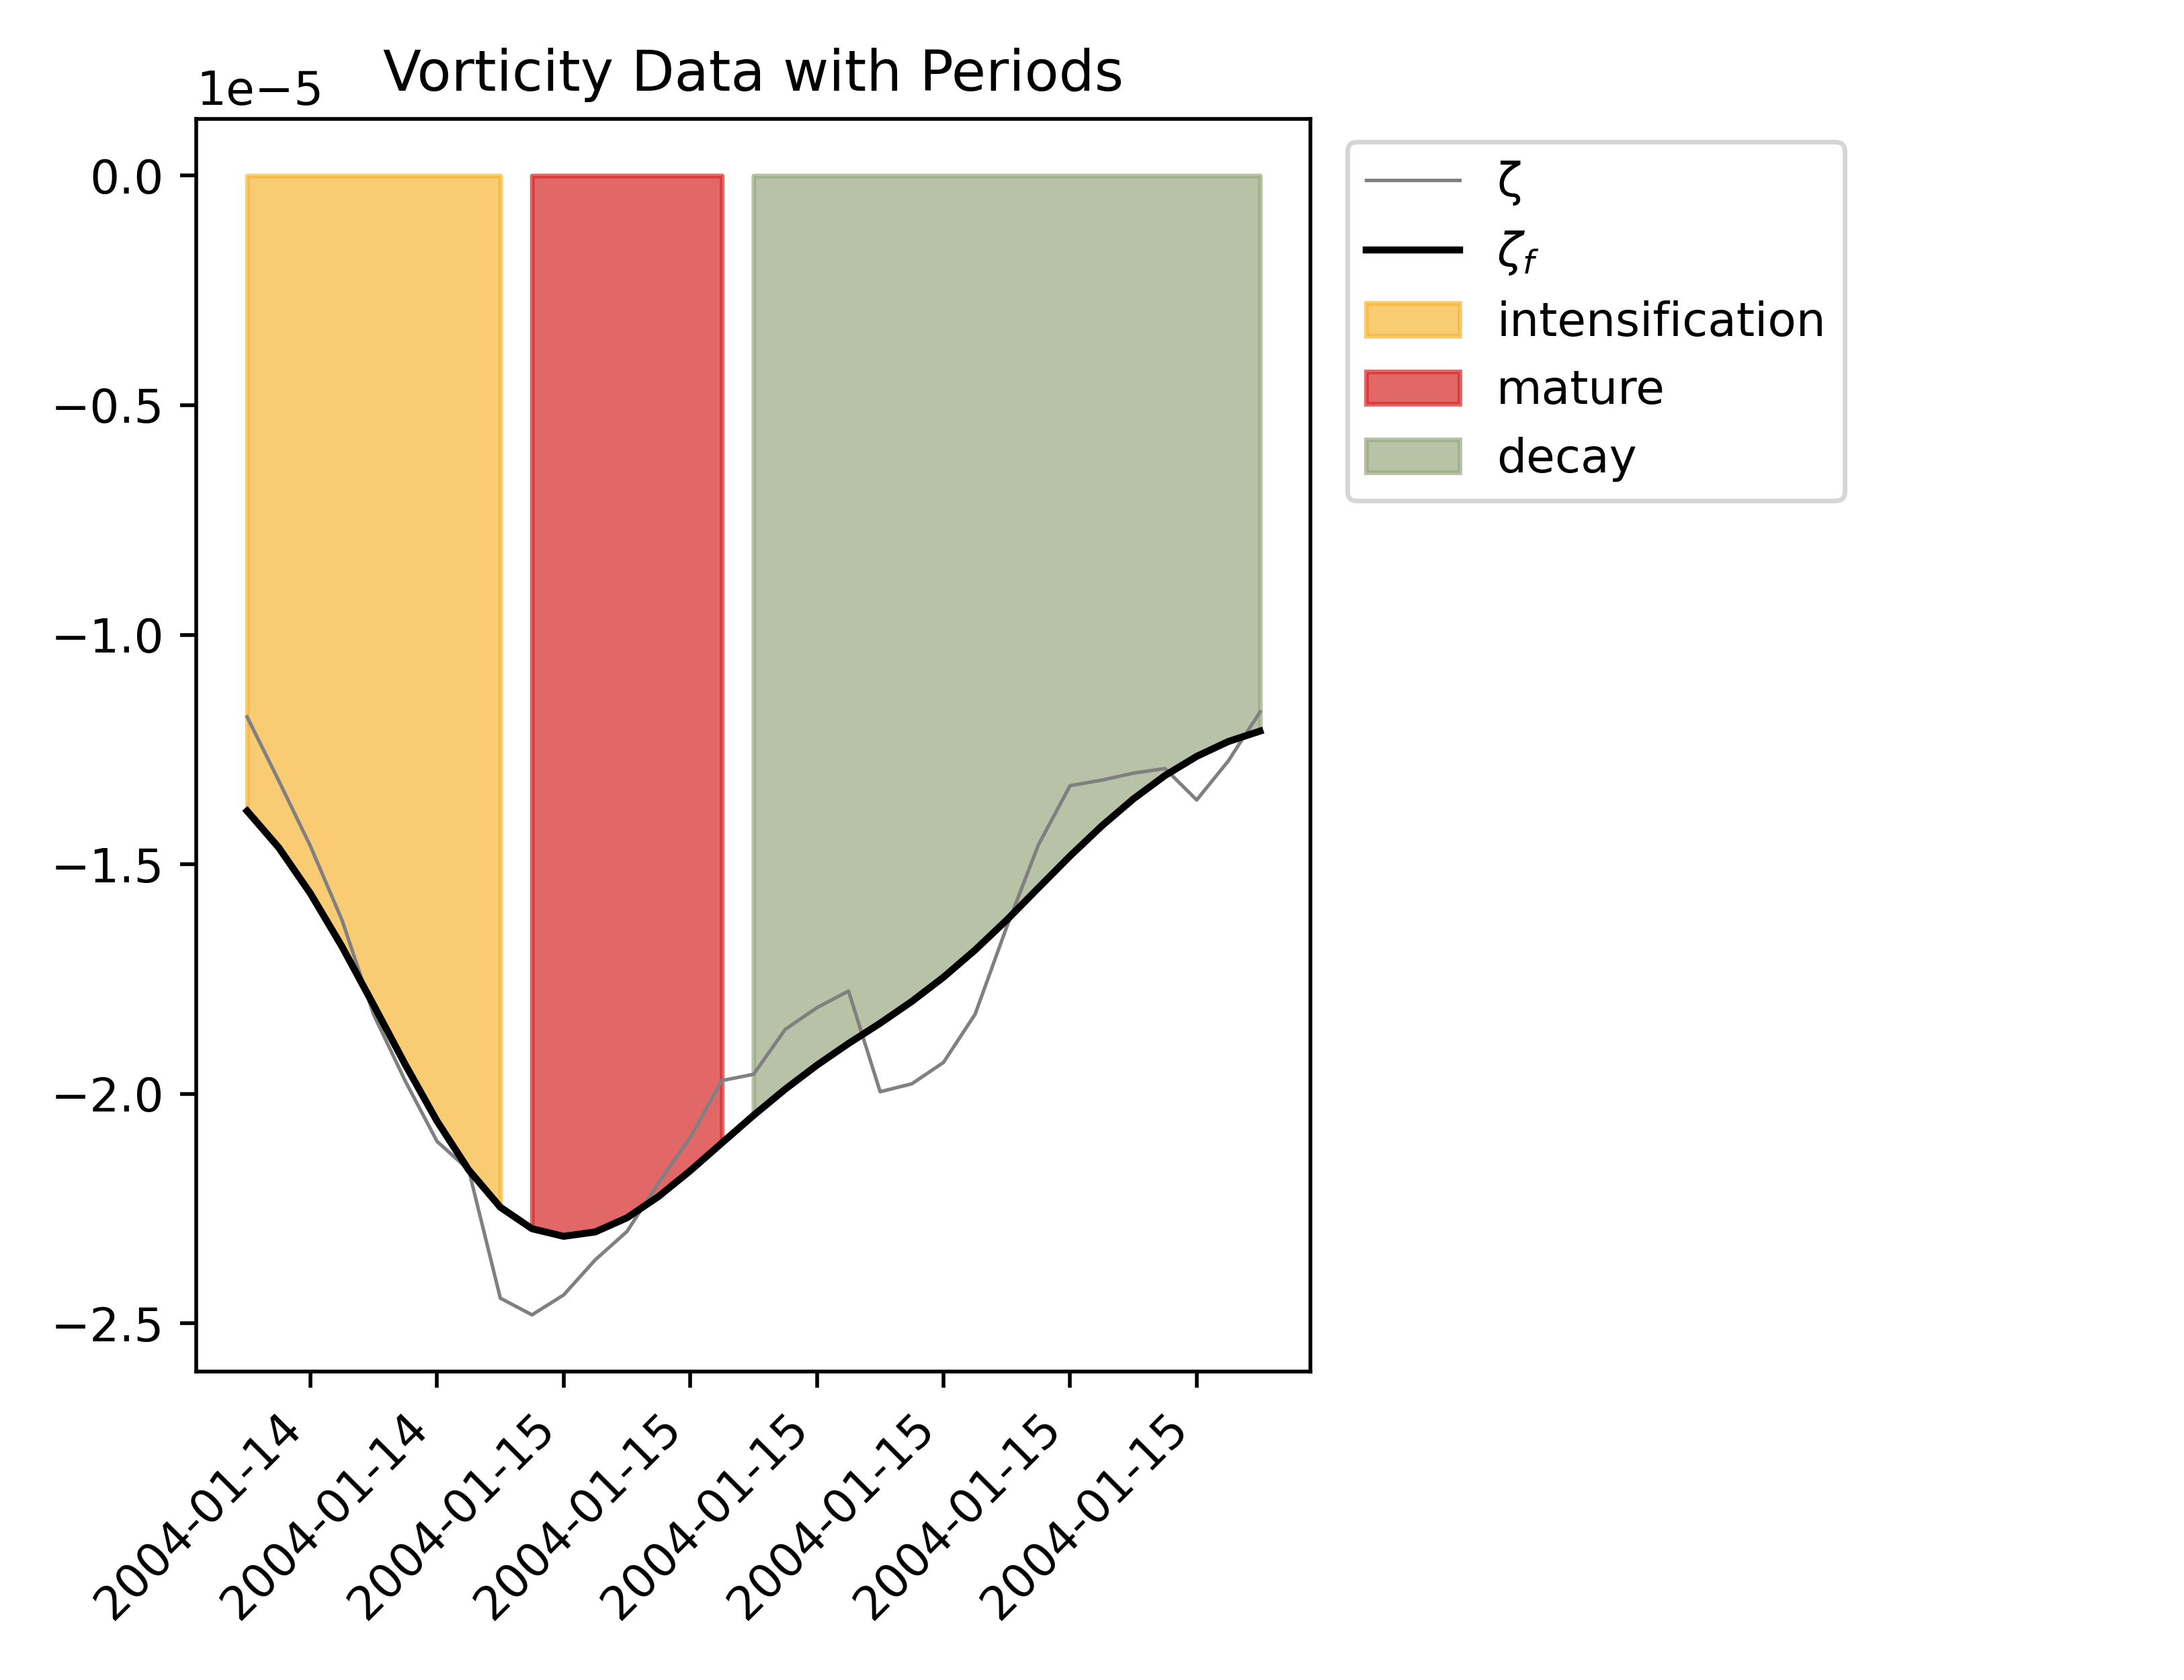 Vorticity Data with Periods
1e−5
0.0
−0.5
−1.0
−1.5
−2.0
−2.5
2004-01-14
2004-01-14
2004-01-15
2004-01-15
2004-01-15
2004-01-15
2004-01-15
2004-01-15
ζ
ζf
intensification
mature
decay